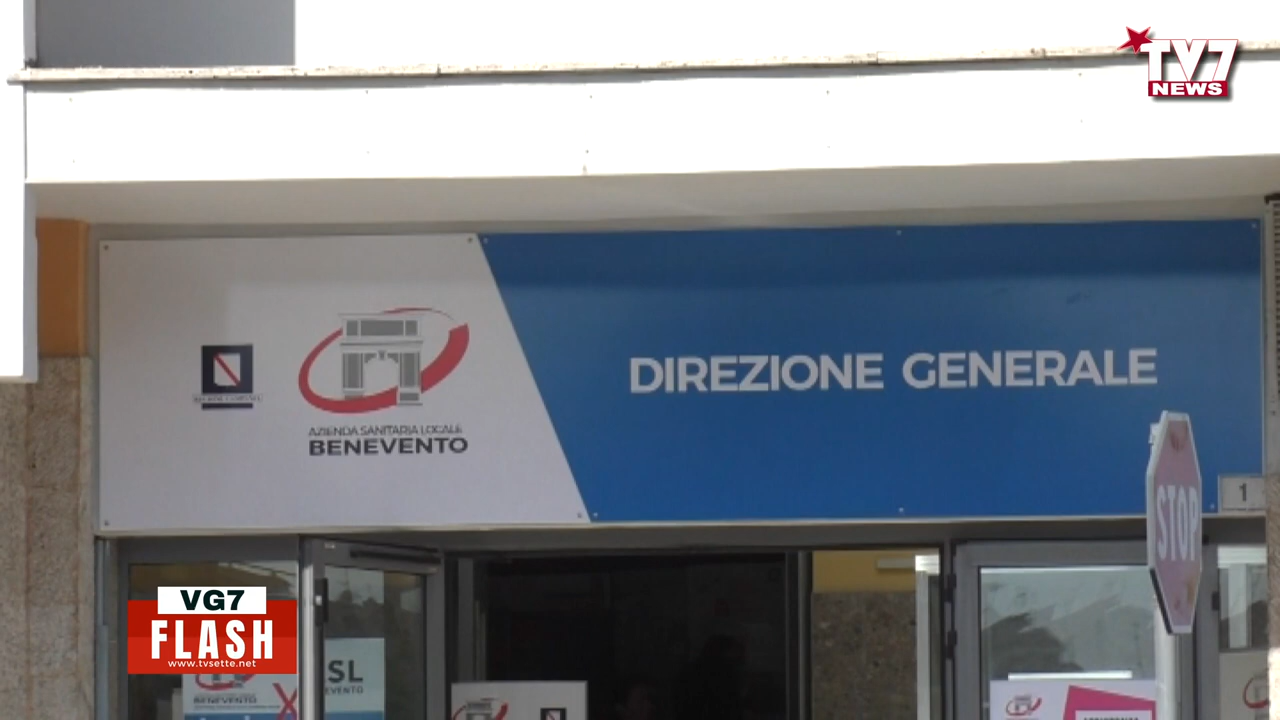 TV7
NEWS
DIREZIONE GENERALE
AZIENDA SANITARIA LOCALE
BENEVENTO
1
STOP
VG7
FLASH
www.tvsette.net
SL
BENEVENTO